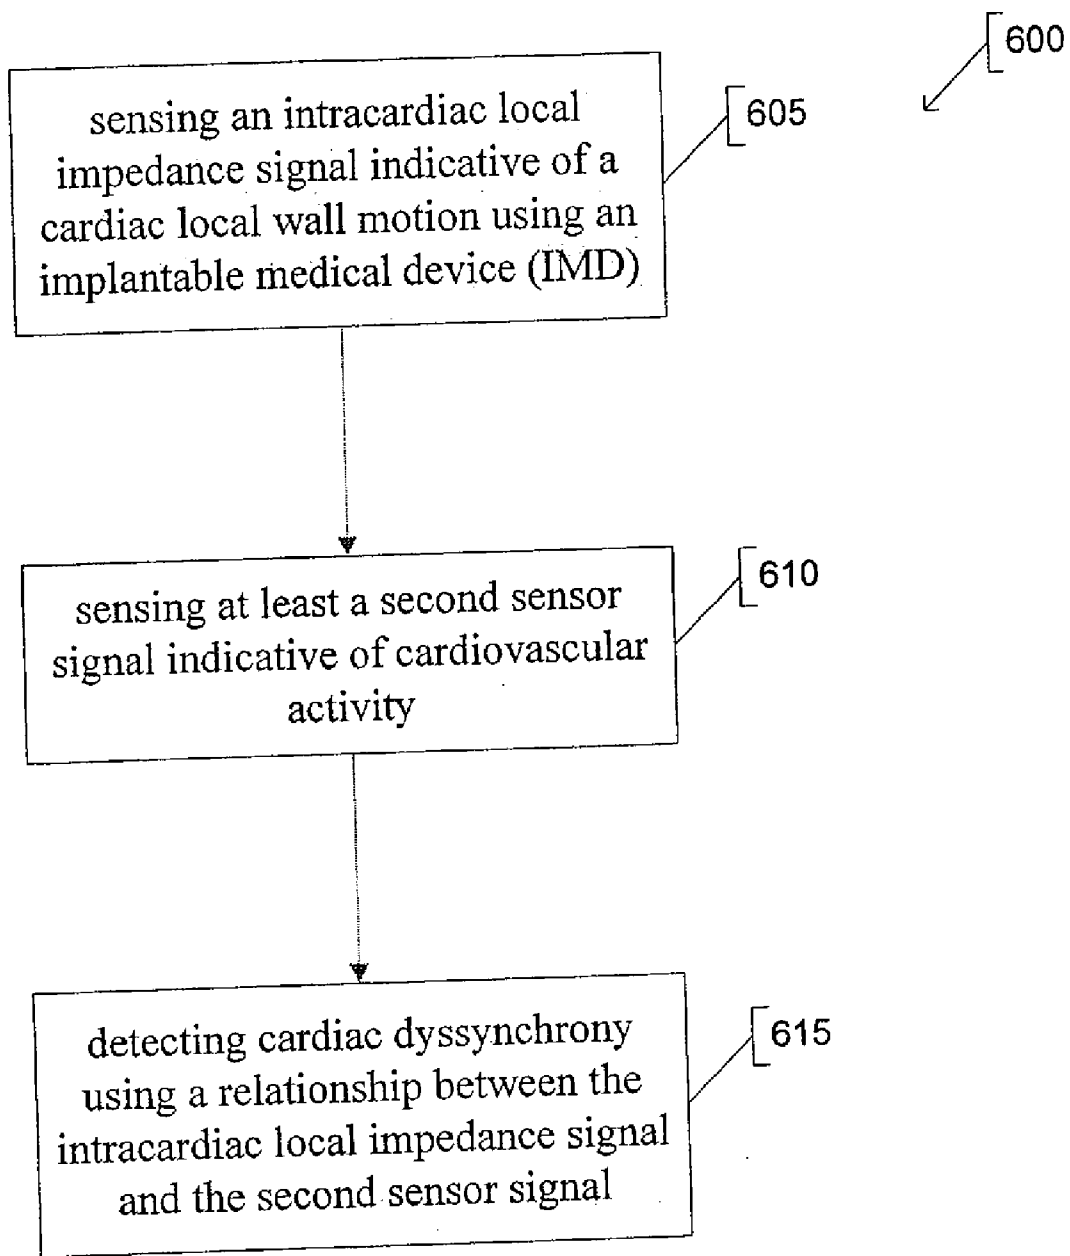 600
sensing an intracardiac local
impedance signal indicative of a
cardiac local wall motion using an
implantable medical device (IMD)
605
sensing at least a second sensor
signal indicative of cardiovascular
activity
610
detecting cardiac dyssynchrony
using a relationship between the
intracardiac local impedance signal
and the second sensor signal
615